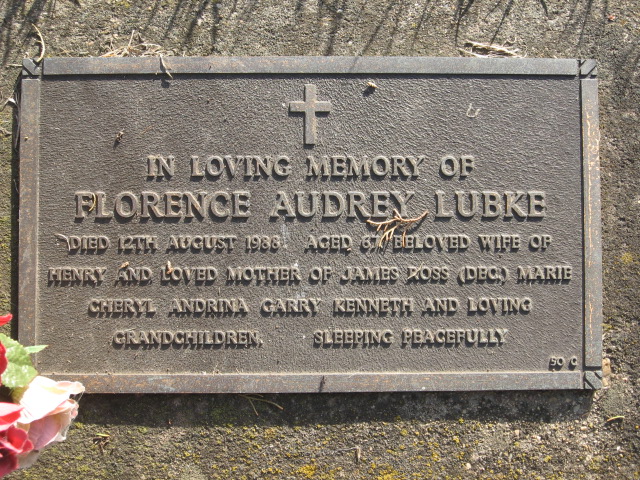 IN LOVING MEMORY OF
FLORENCE AUDREY LUBKE
DIED 12TH AUGUST 1988. AGED BELOVED WIFE OF
HENRY AND LOVED MOTHER OF JAMES ROSS (DEC.) MARIE
CHERYL ANDRINA GARRY KENNETH AND LOVING
GRANDCHILDREN. SLEEPING PEACEFULLY
50 C